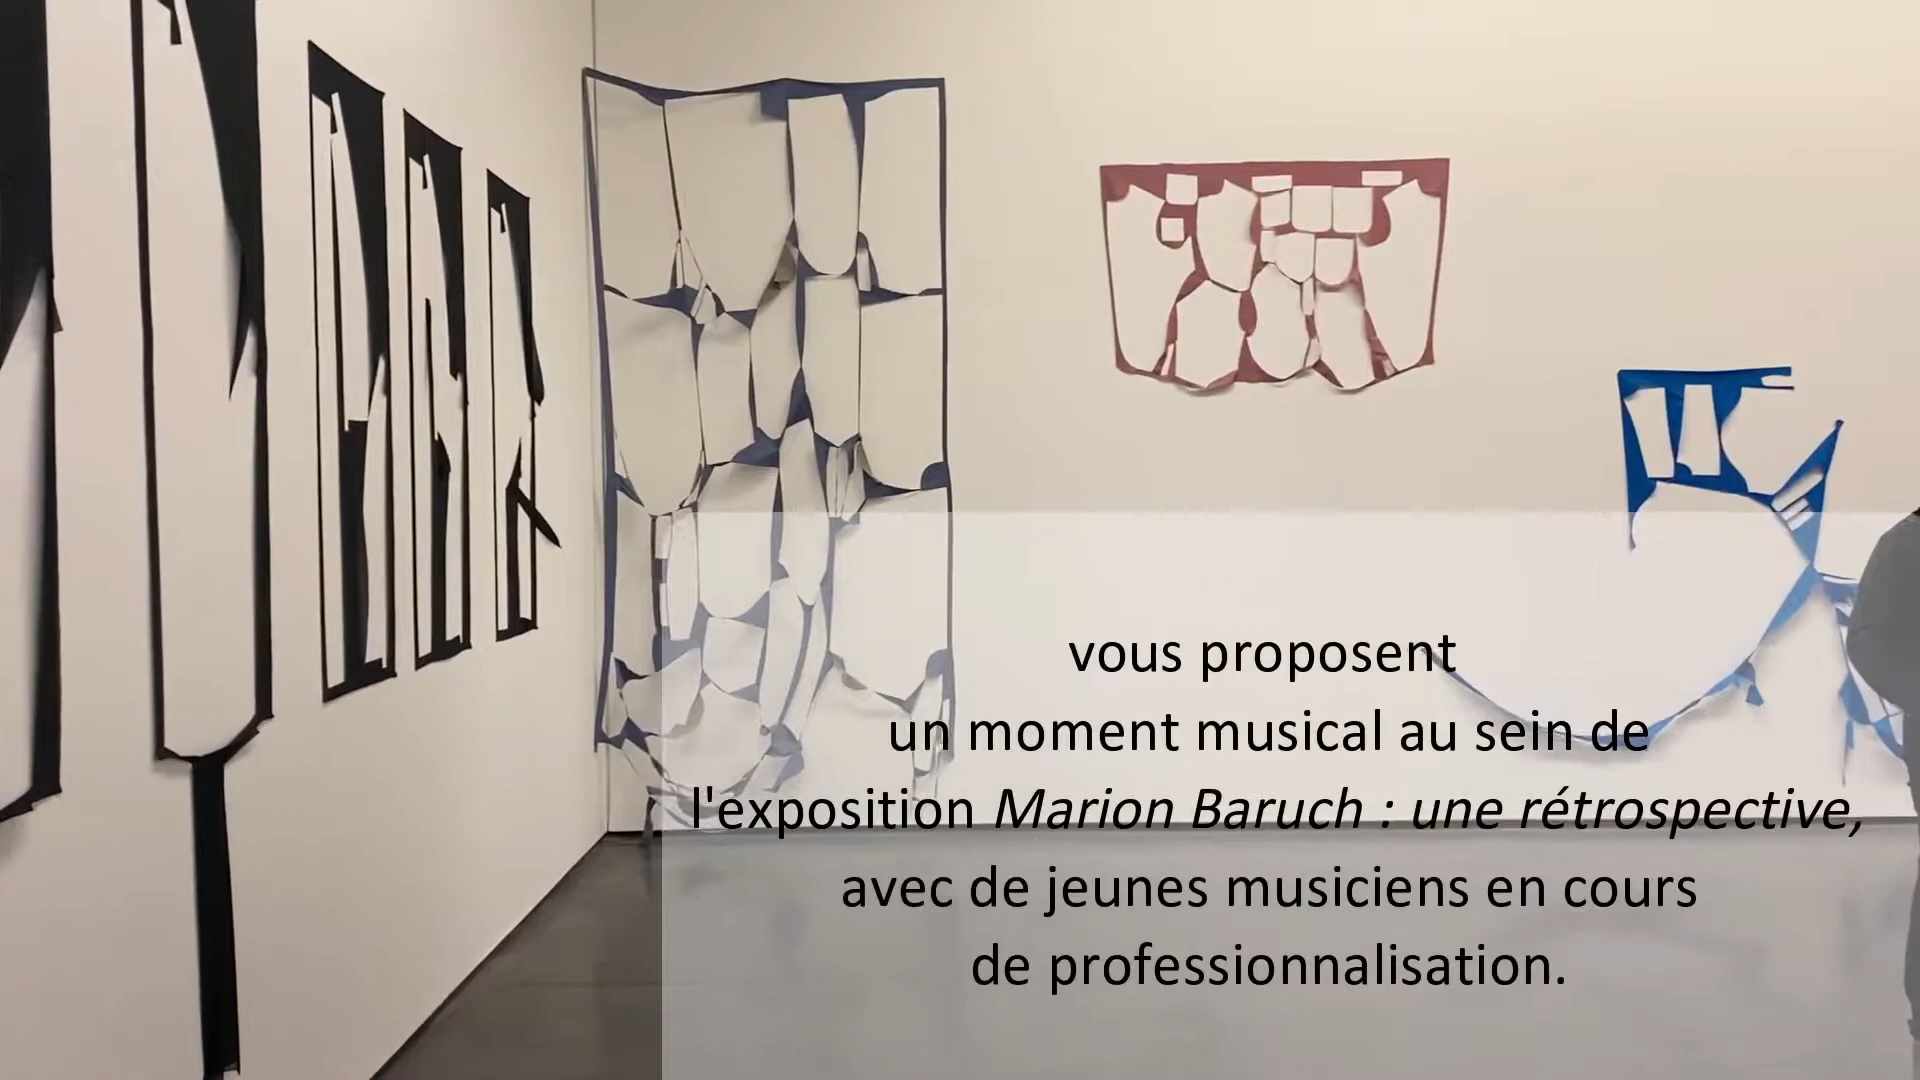 vous proposent
un moment musical au sein de
l'exposition Marion Baruch : une rétrospective,
avec de jeunes musiciens en cours
de professionnalisation.